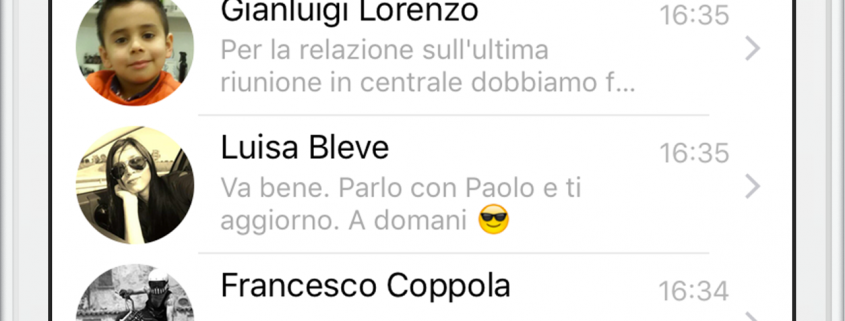 Gianluigi Lorenzo
16:35
Per la relazione sull'ultima
riunione in centrale dobbiamo f...
Luisa Bleve
16:35
Va bene. Parlo con Paolo e ti
aggiorno. A domani 😎
Francesco Coppola
16:34